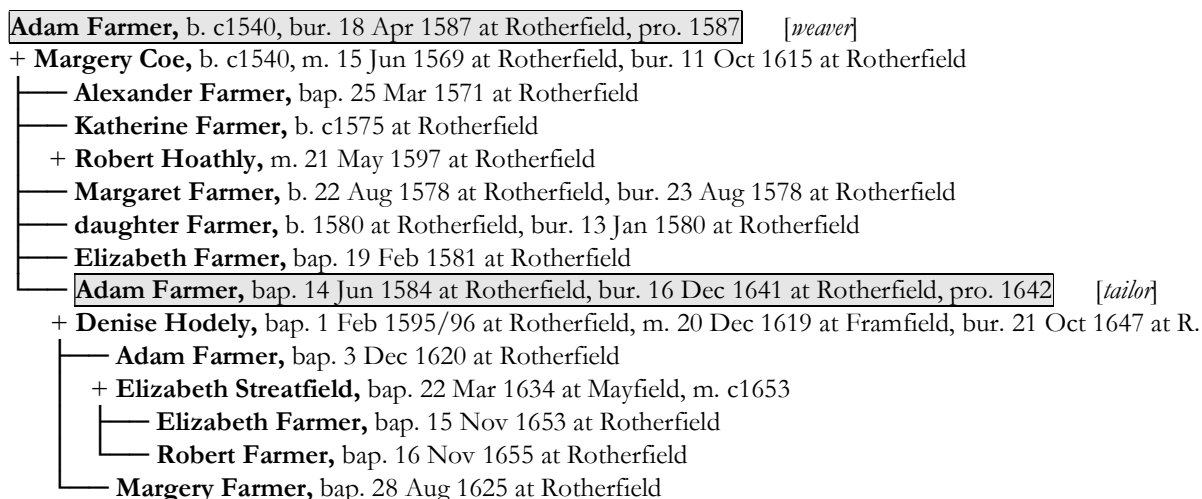 Adam Farmer, b. c1540, bur. 18 Apr 1587 at Rotherfield, pro. 1587 [weaver]
+ Margery Coe, b. c1540, m. 15 Jun 1569 at Rotherfield, bur. 11 Oct 1615 at Rotherfield
Alexander Farmer, bap. 25 Mar 1571 at Rotherfield
Katherine Farmer, b. c1575 at Rotherfield
+ Robert Hoathly, m. 21 May 1597 at Rotherfield
Margaret Farmer, b. 22 Aug 1578 at Rotherfield, bur. 23 Aug 1578 at Rotherfield
daughter Farmer, b. 1580 at Rotherfield, bur. 13 Jan 1580 at Rotherfield
Elizabeth Farmer, bap. 19 Feb 1581 at Rotherfield
Adam Farmer, bap. 14 Jun 1584 at Rotherfield, bur. 16 Dec 1641 at Rotherfield, pro. 1642 [tailor]
+ Denise Hodely, bap. 1 Feb 1595/96 at Rotherfield, m. 20 Dec 1619 at Framfield, bur. 21 Oct 1647 at R.
Adam Farmer, bap. 3 Dec 1620 at Rotherfield
+ Elizabeth Streatfield, bap. 22 Mar 1634 at Mayfield, m. c1653
Elizabeth Farmer, bap. 15 Nov 1653 at Rotherfield
Robert Farmer, bap. 16 Nov 1655 at Rotherfield
Margery Farmer, bap. 28 Aug 1625 at Rotherfield